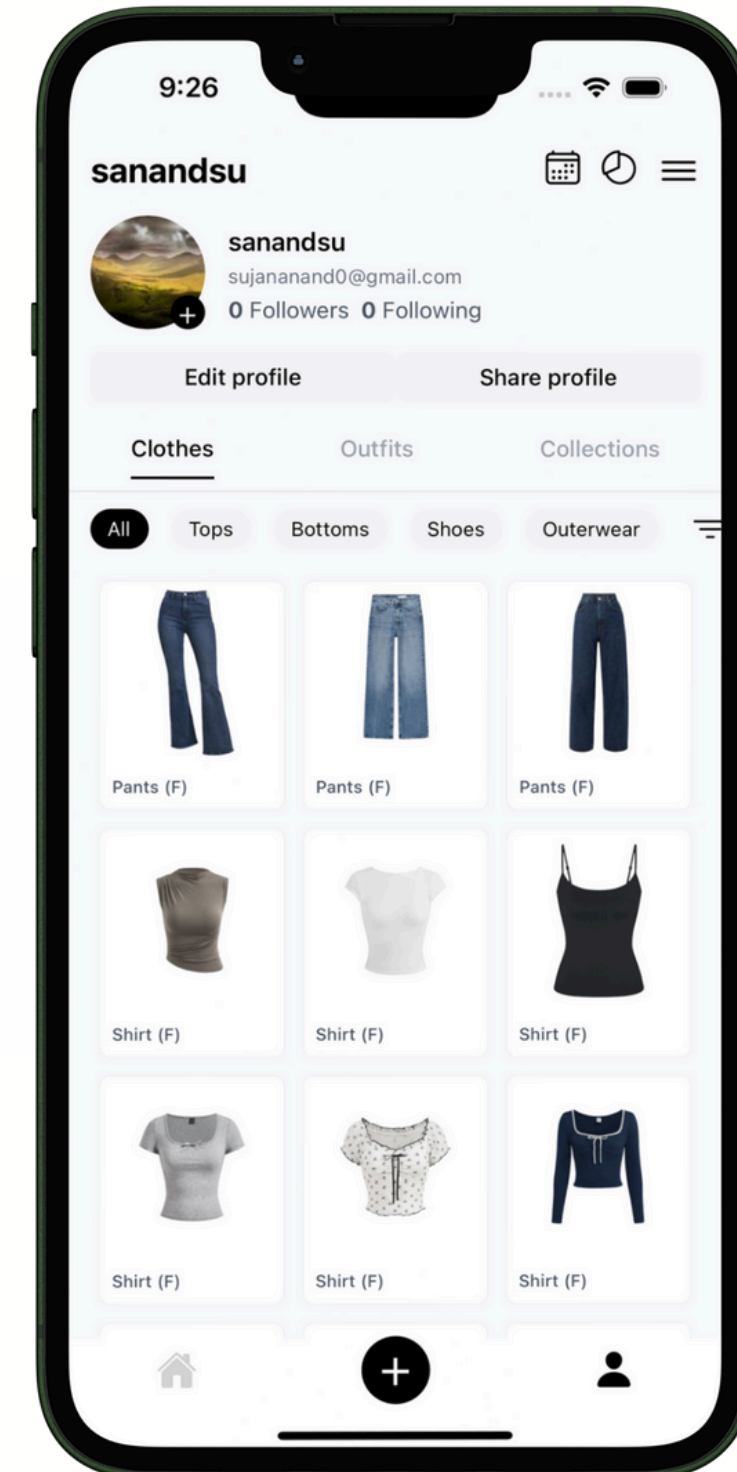 9:26
sanandsu
sanandsu
sujananand0@gmail.com
0 Followers 0 Following
Edit profile Share profile
Clothes Outfits Collections
All Tops Bottoms Shoes Outerwear
Pants (F) Pants (F) Pants (F)
Shirt (F) Shirt (F) Shirt (F)
Shirt (F) Shirt (F) Shirt (F)